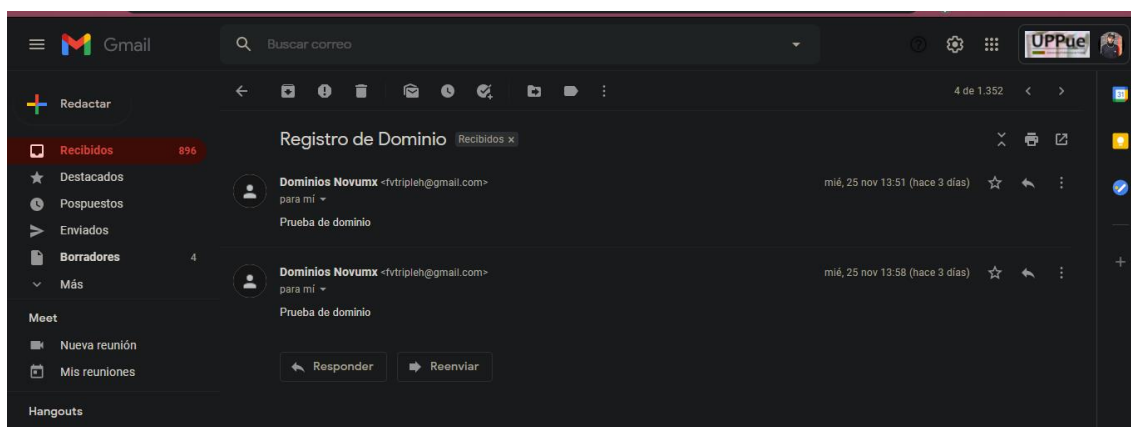 Gmail
Buscar correo
UPPue
Redactar
4 de 1.352
Recibidos 896
Destacados
Pospuestos
Enviados
Borradores 4
Más
Meet
Nueva reunión
Mis reuniones
Hangouts
Registro de Dominio Recibidos x
Dominios Novumx <fvtripleh@gmail.com> mié, 25 nov 13:51 (hace 3 días)
para mí
Prueba de dominio
Dominios Novumx <fvtripleh@gmail.com> mié, 25 nov 13:58 (hace 3 días)
para mí
Prueba de dominio
Responder Reenviar
31